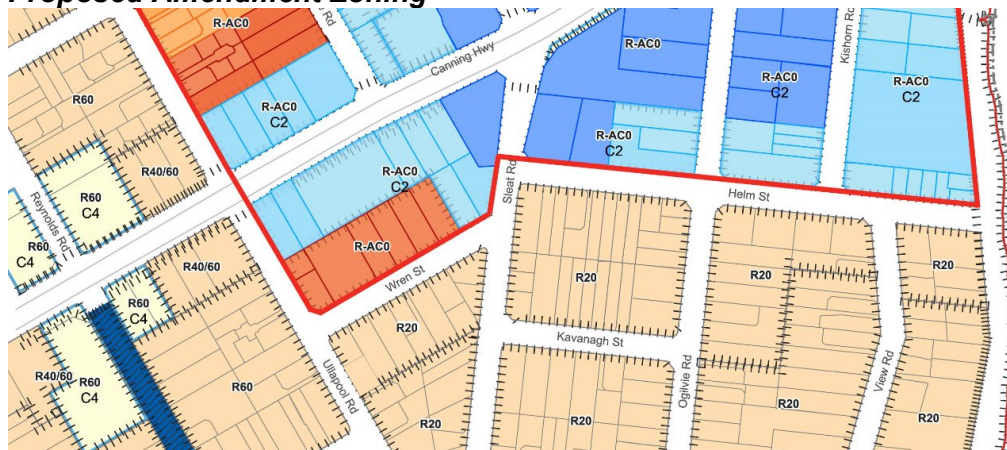 Proposed Amendment Zoning
R-AC0
Rd
R-AC0
Kishorn Rd
Canning Hwy
R-AC0
R-AC0
C2
R60
R-AC0
C2
R-AC0
C2
R-AC0
C2
R40/60
R-AC0
C2
Sleat Rd
Helm St
Reynolds Rd
R60
C4
R60
C4
R-AC0
R40/60
Wren St
R20
R20
R20
R60
C4
R20
Kavanagh St
Ullapool Rd
Ogilvie Rd
View Rd
R40/60
R60
C4
R60
R20
R20
R20
R20